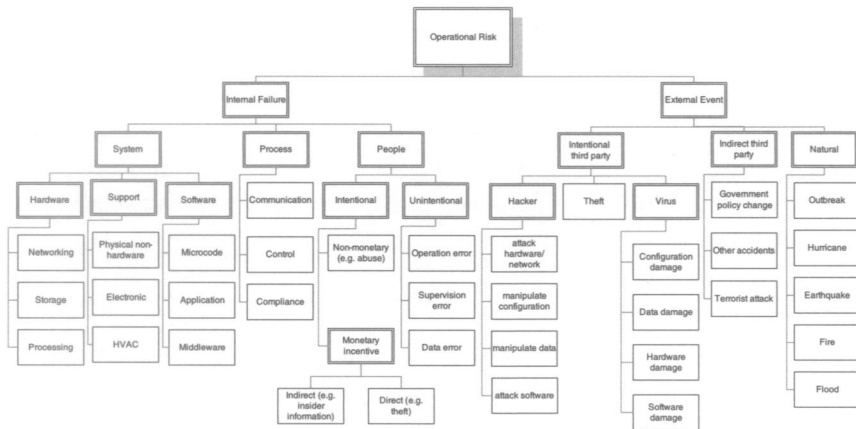 Operational Risk
Internal Failure
External Event
System
Process
People
Intentional
third party
Indirect third
party
Natural
Hardware
Support
Software
Communication
Intentional
Unintentional
Hacker
Theft
Virus
Government
policy change
Outbreak
Networking
Physical non-
hardware
Microcode
Control
Non-monetary
(e.g. abuse)
Operation error
attack
hardware/
network
Configuration
damage
Other accidents
Hurricane
Storage
Electronic
Application
Compliance
Supervision
error
manipulate
configuration
Data damage
Terrorist attack
Earthquake
Processing
HVAC
Middleware
Monetary
incentive
Data error
manipulate data
Hardware
damage
Fire
Indirect (e.g.
insider
information)
Direct (e.g.
theft)
attack software
Software
damage
Flood